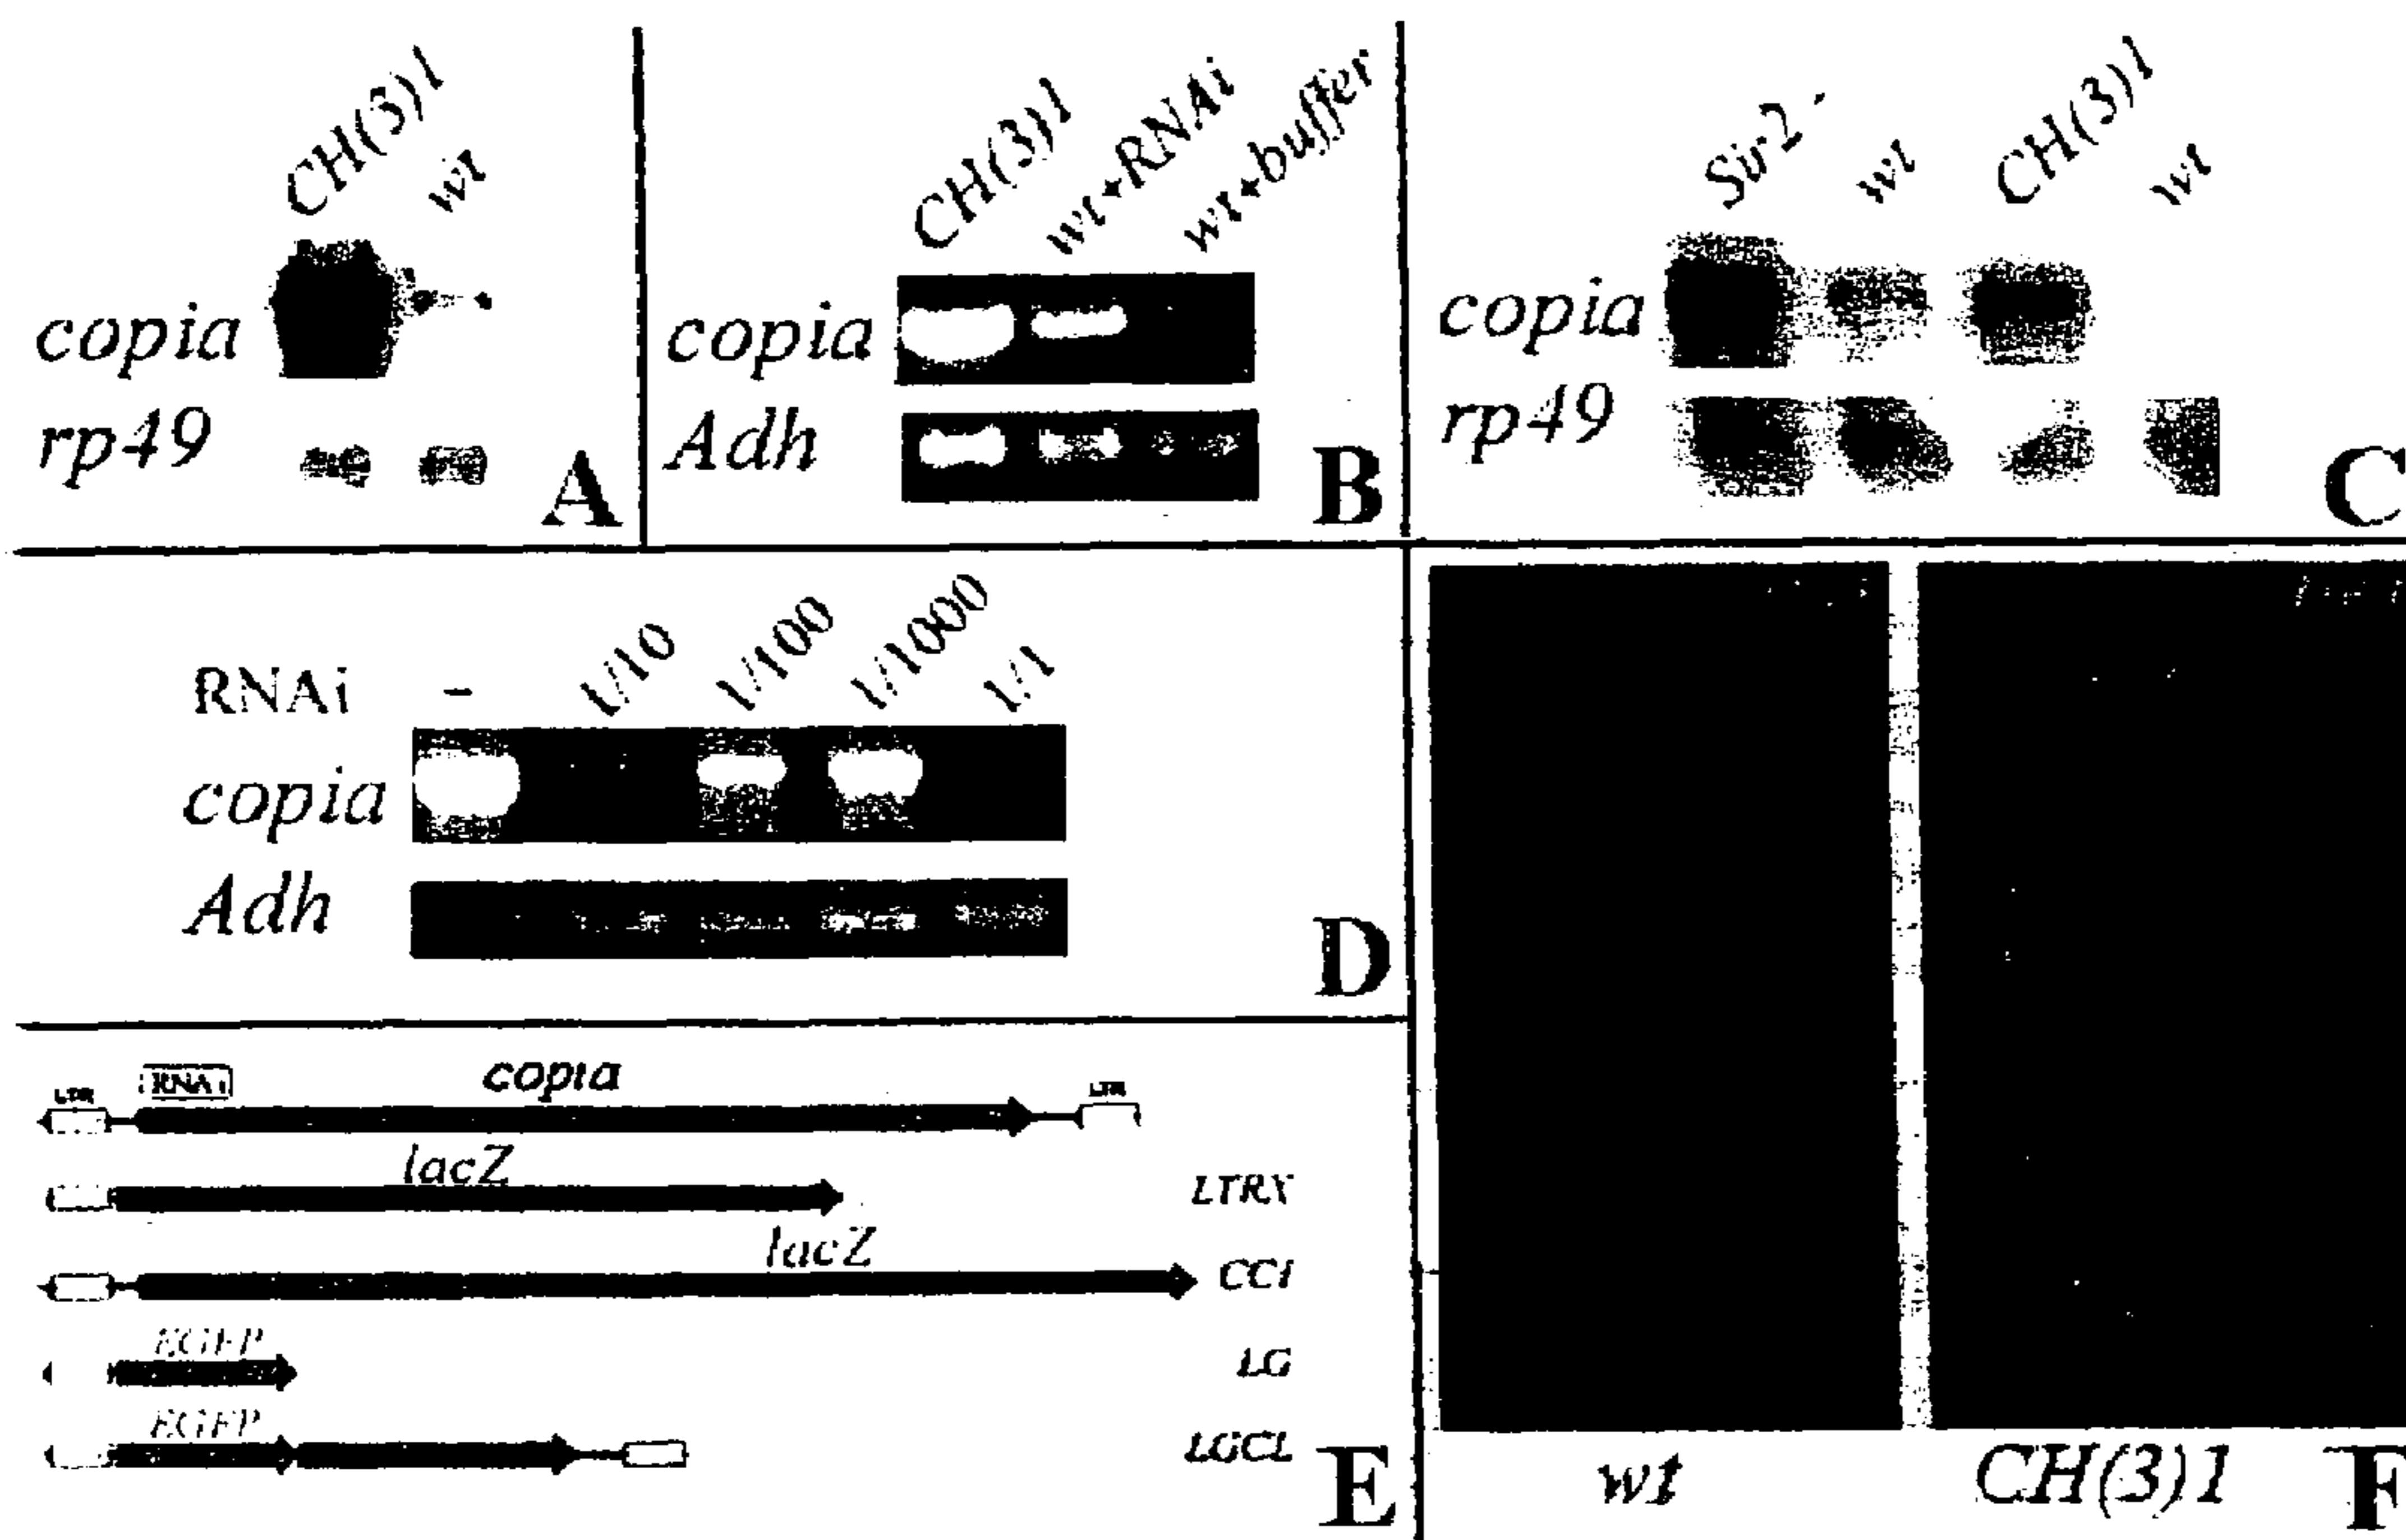 CH(3)1 wt
copia
rp49
A
CH(3)1 wt+RNAi wt+buffer
copia
Adh
B
Sir2 - wt CH(3)1 wt
copia
rp49
C
RNAi - 1/10 1/100 1/1000 1/1
copia
Adh
D
LTR RNAi copia LTR
lacZ
LTRX
lacZ
CCI
EGFP
LG
EGFP
LGCL
E
wt CH(3)1
F